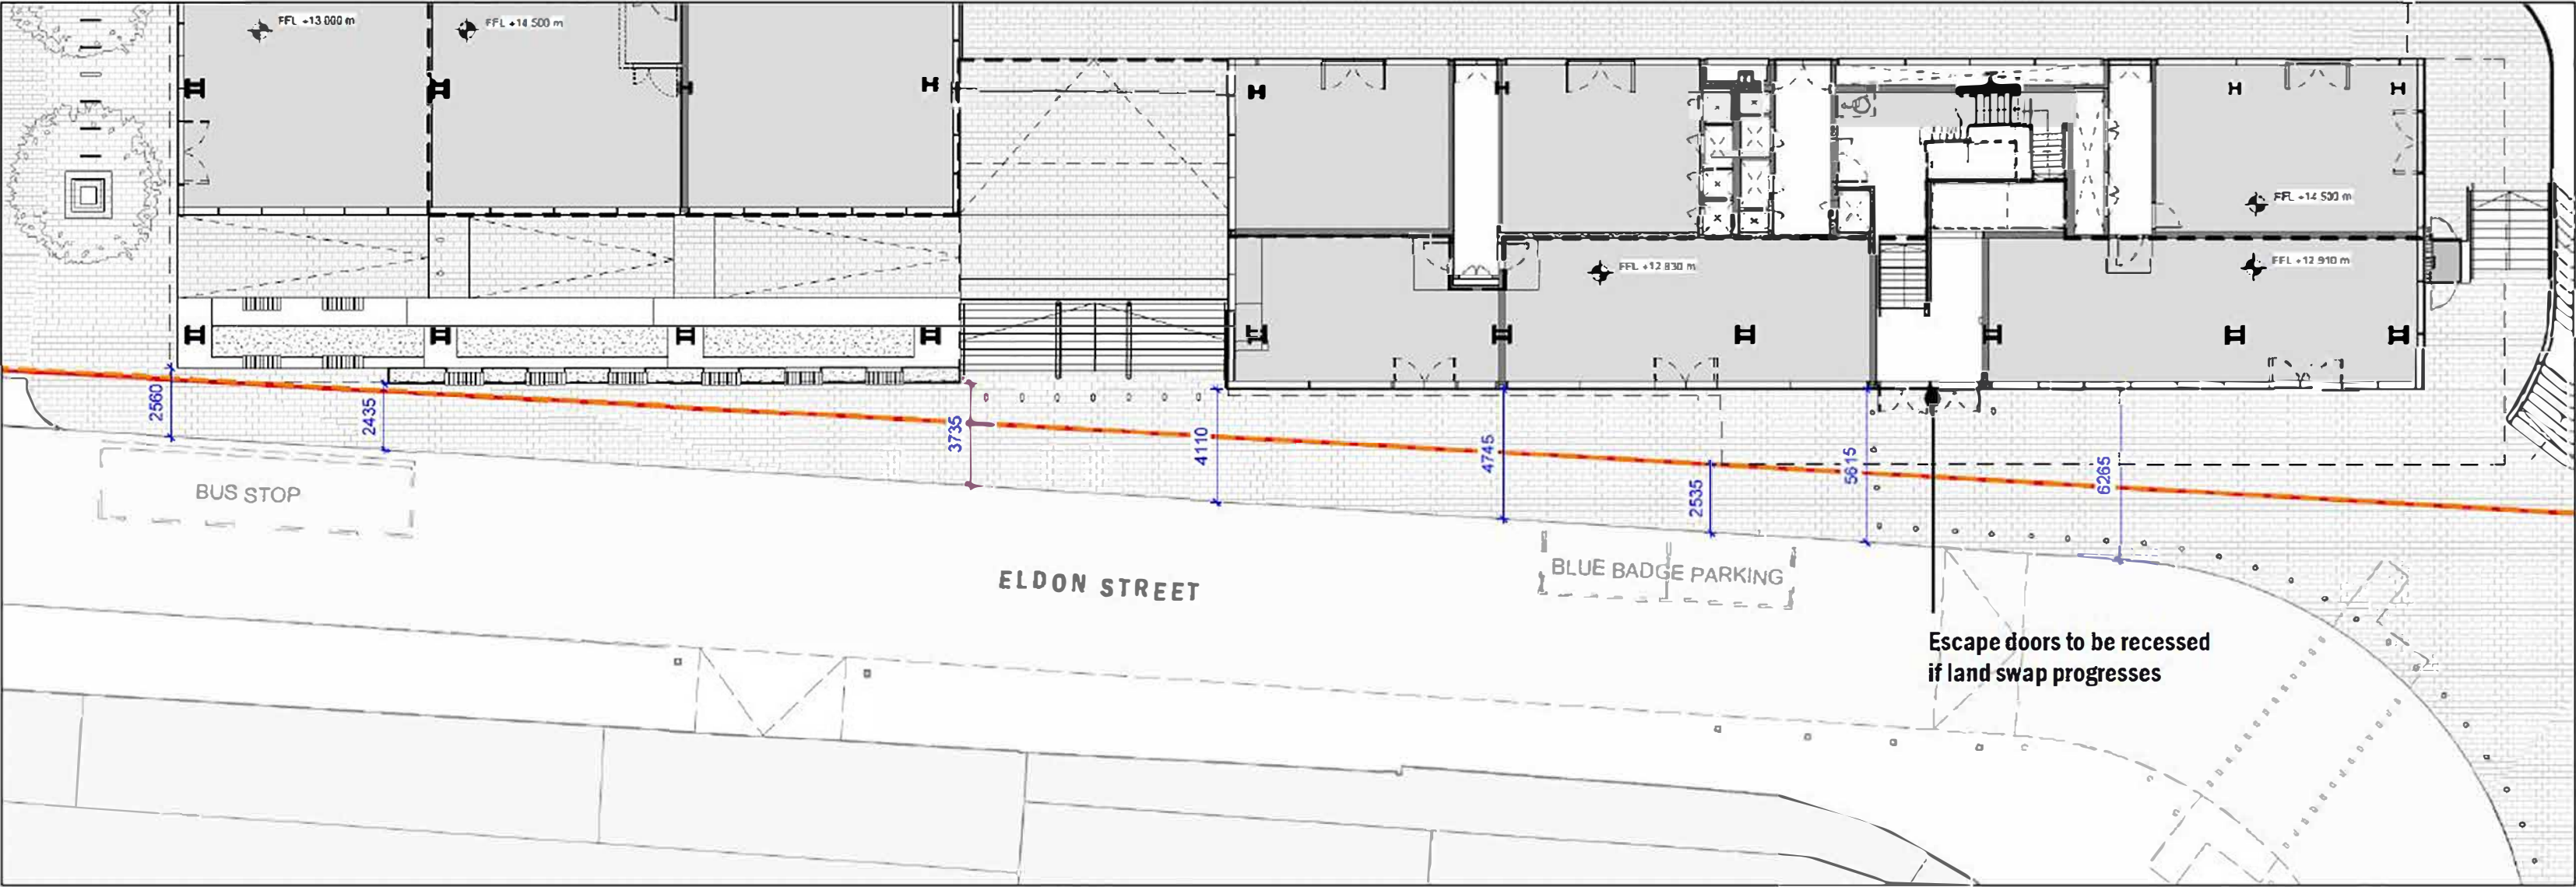 FFL +13 000 m
FFL +14 500 m
FFL +14 500 m
FFL +12 830 m
FFL +12 910 m
2560
2435
3735
4110
4745
2535
5615
6265
BUS STOP
BLUE BADGE PARKING
ELDON STREET
Escape doors to be recessed
if land swap progresses